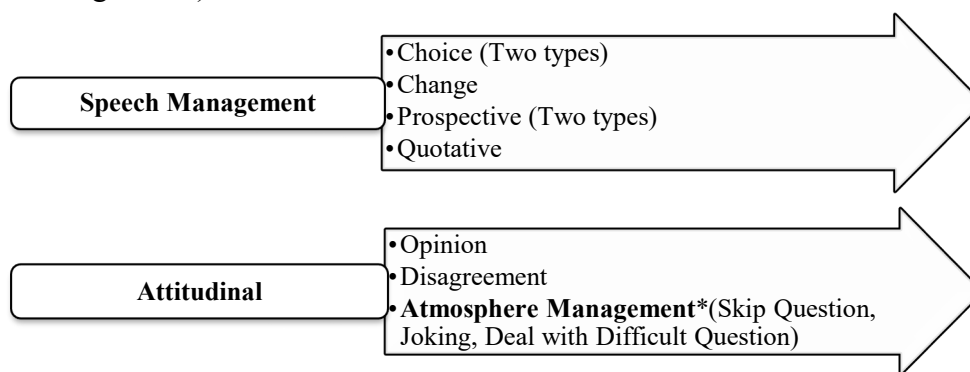 Speech Management
•Choice (Two types)
•Change
•Prospective (Two types)
•Quotative
Attitudinal
•Opinion
•Disagreement
•Atmosphere Management*(Skip Question,
Joking, Deal with Difficult Question)